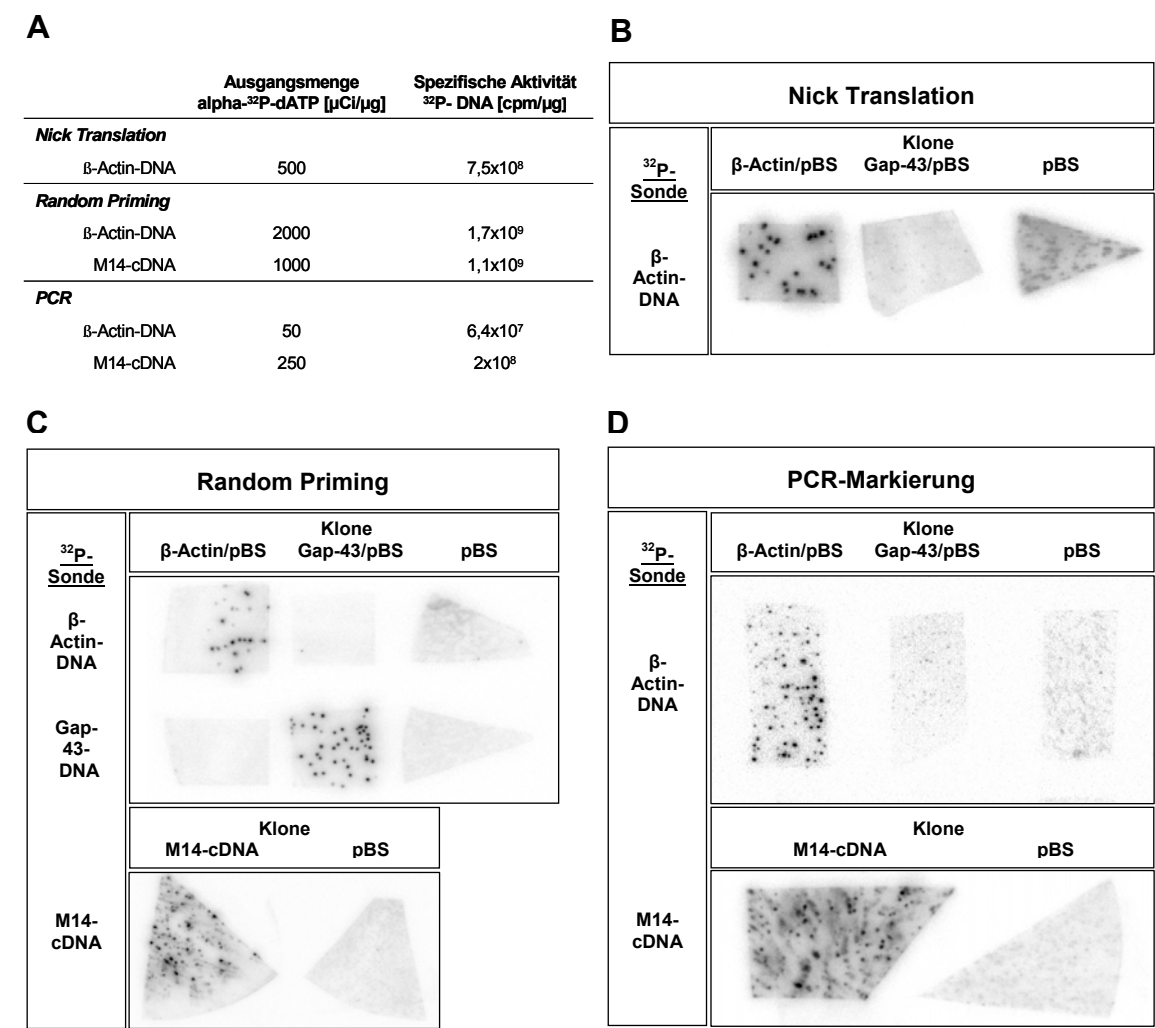 A
Ausgangsmenge Spezifische Aktivität
alpha-³²P-dATP [µCi/µg] ³²P- DNA [cpm/µg]
Nick Translation
ß-Actin-DNA 500 7,5x10⁸
Random Priming
ß-Actin-DNA 2000 1,7x10⁹
M14-cDNA 1000 1,1x10⁹
PCR
ß-Actin-DNA 50 6,4x10⁷
M14-cDNA 250 2x10⁸
B
Nick Translation
³²P-
Sonde
Klone
β-Actin/pBS Gap-43/pBS pBS
β-
Actin-
DNA
C
Random Priming
³²P-
Sonde
Klone
β-Actin/pBS Gap-43/pBS pBS
β-
Actin-
DNA
Gap-
43-
DNA
Klone
M14-cDNA pBS
M14-
cDNA
D
PCR-Markierung
³²P-
Sonde
Klone
β-Actin/pBS Gap-43/pBS pBS
β-
Actin-
DNA
Klone
M14-cDNA pBS
M14-
cDNA